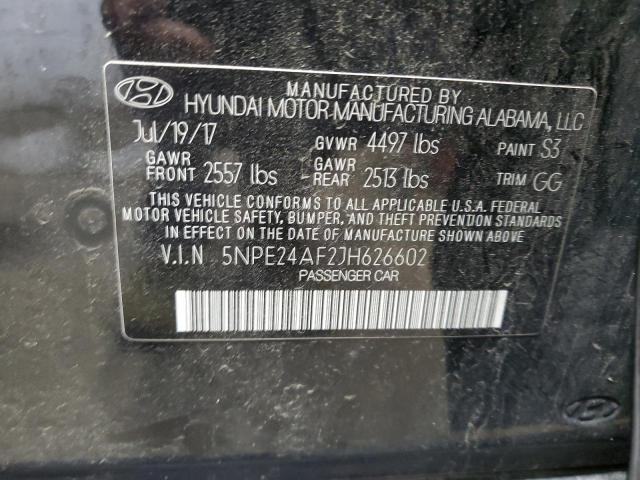 MANUFACTURED BY
HYUNDAI MOTOR MANUFACTURING ALABAMA, LLC
Jul/19/17 GVWR 4497 lbs PAINT S3
GAWR FRONT 2557 lbs GAWR REAR 2513 lbs TRIM GG
THIS VEHICLE CONFORMS TO ALL APPLICABLE U.S.A. FEDERAL
MOTOR VEHICLE SAFETY, BUMPER, AND THEFT PREVENTION STANDARDS
IN EFFECT ON THE DATE OF MANUFACTURE SHOWN ABOVE.
V.I.N 5NPE24AF2JH626602
PASSENGER CAR